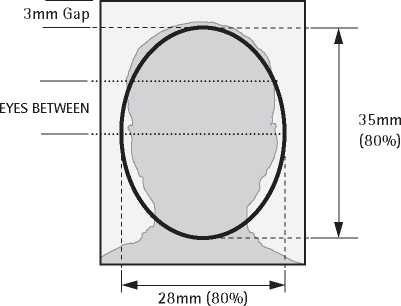 3mm Gap
EYES BETWEEN
35mm
(80%)
28mm (80%)